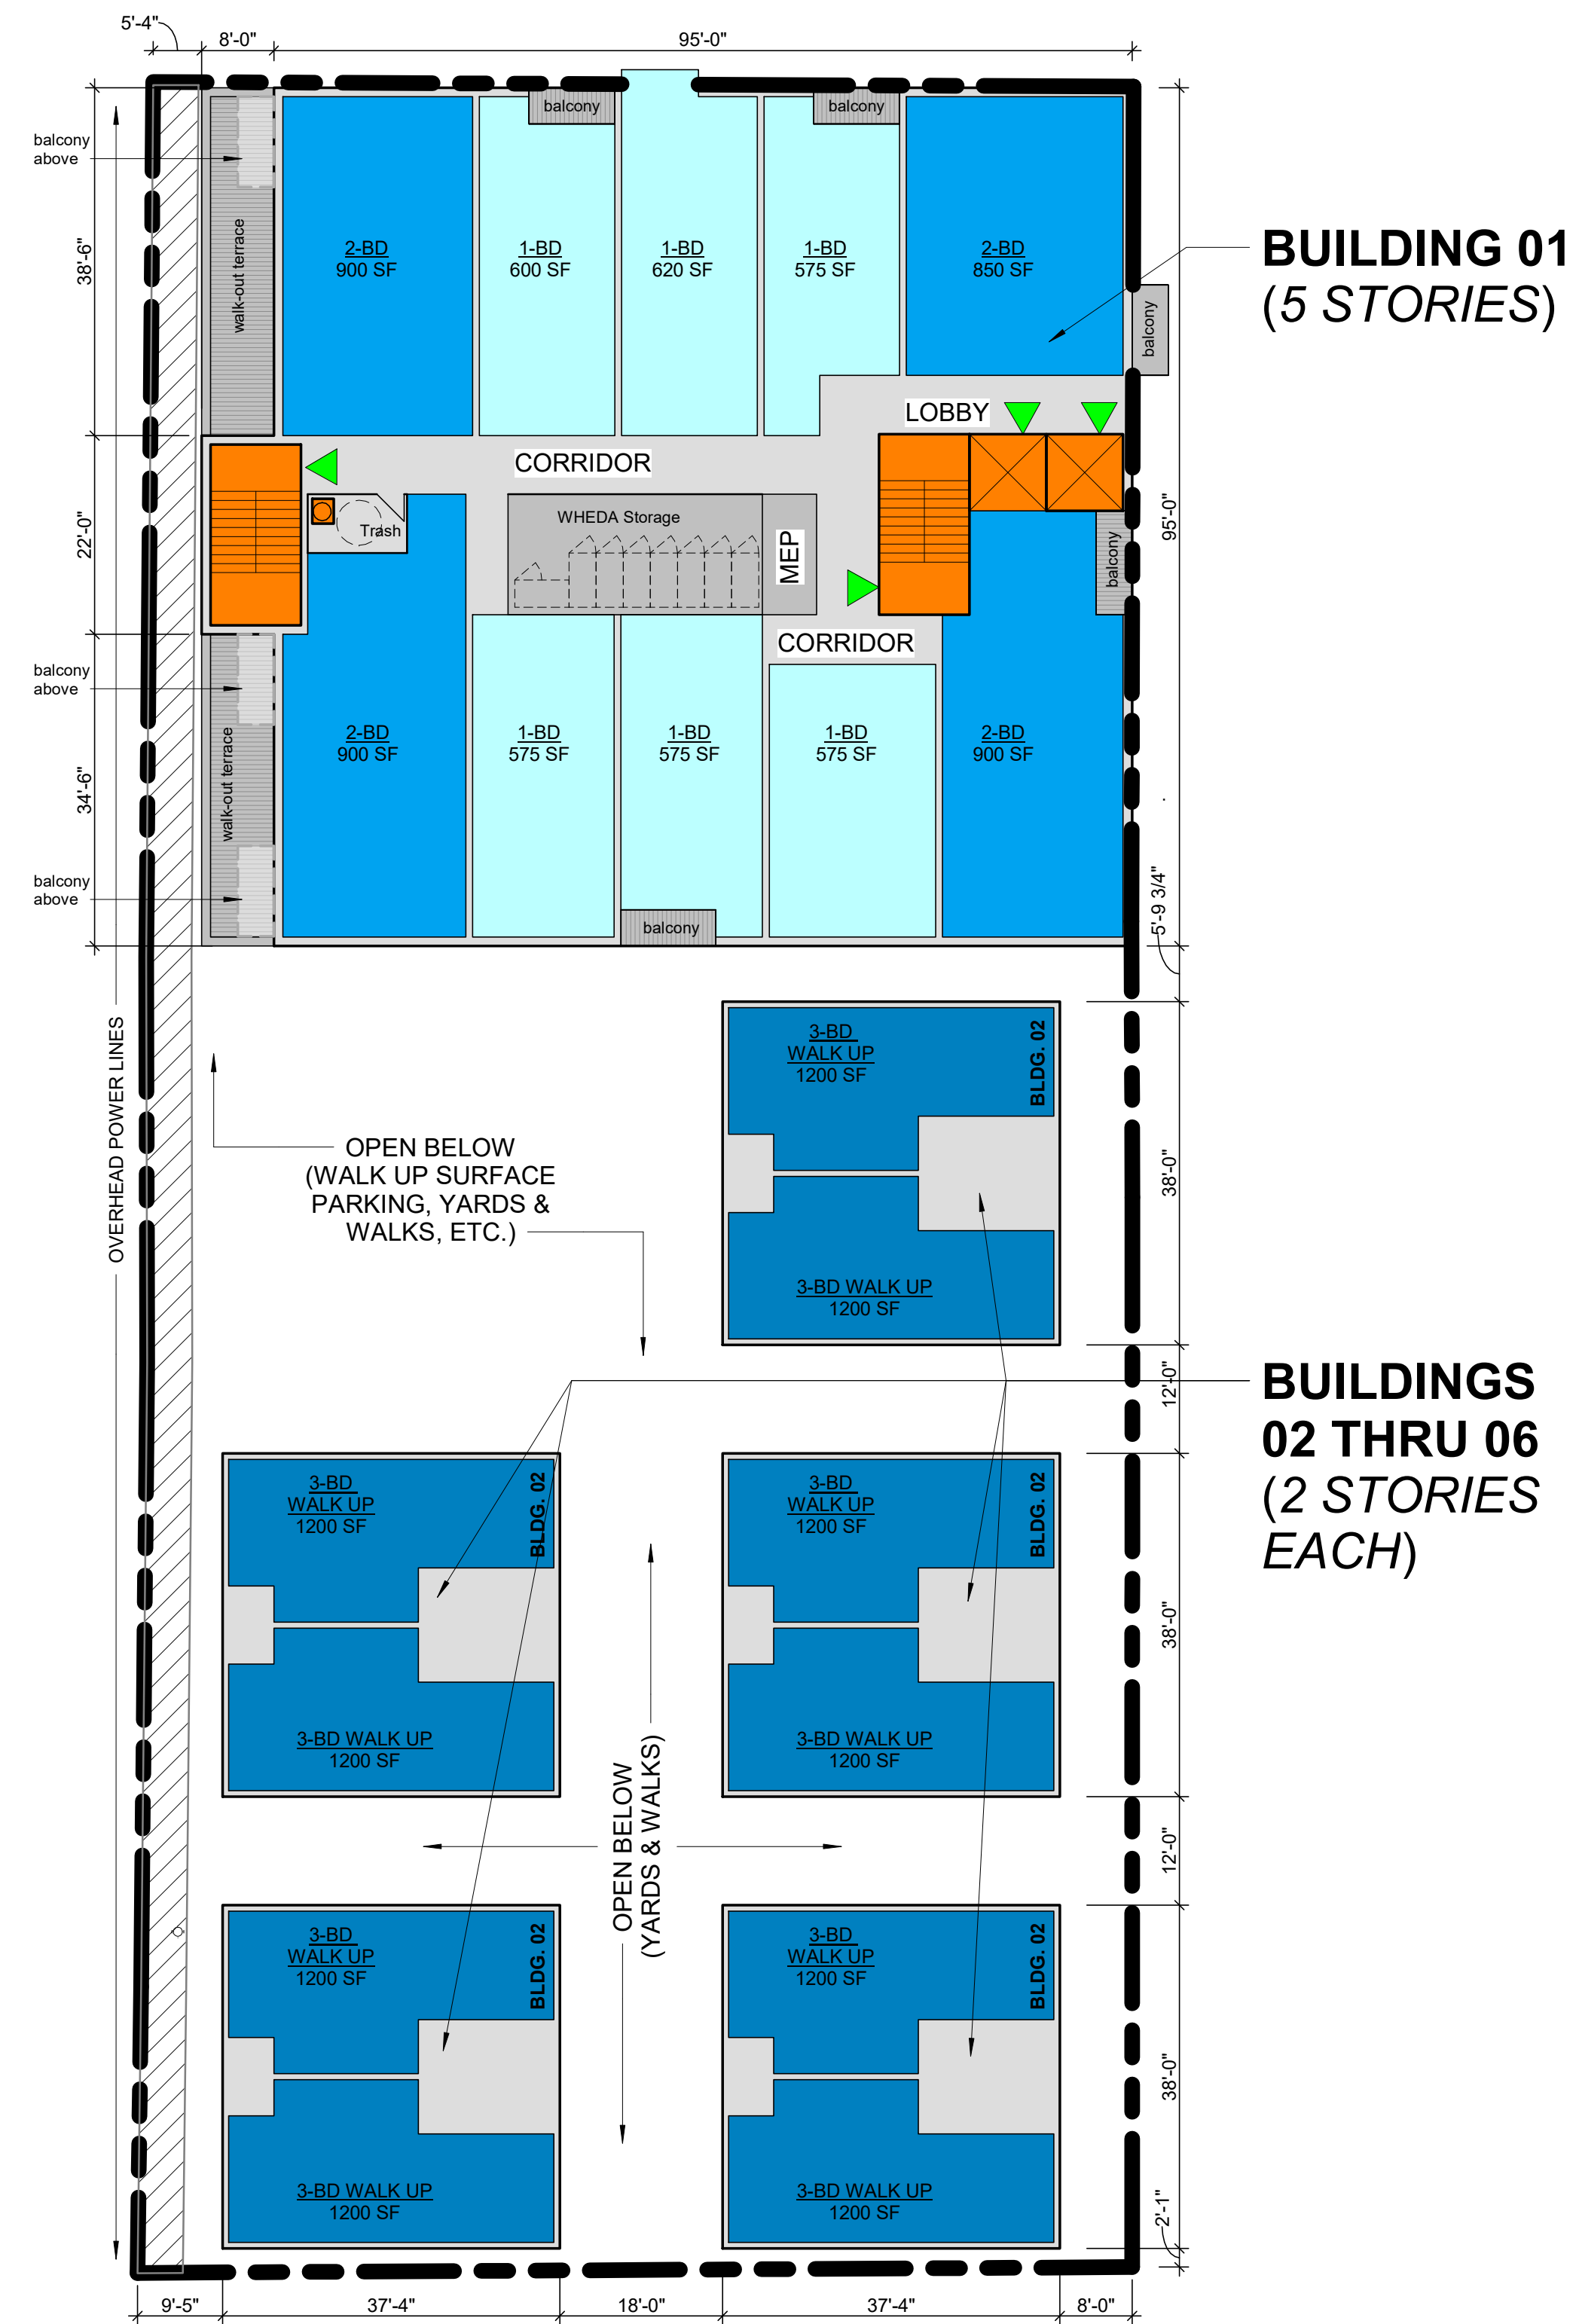 5'-4"
8'-0"
95'-0"
balcony
balcony
balcony
above
38'-6"
walk-out terrace
2-BD
900 SF
1-BD
600 SF
1-BD
620 SF
1-BD
575 SF
2-BD
850 SF
balcony
BUILDING 01
(5 STORIES)
LOBBY
CORRIDOR
22'-0"
Trash
WHEDA Storage
MEP
balcony
95'-0"
CORRIDOR
balcony
above
34'-6"
walk-out terrace
2-BD
900 SF
1-BD
575 SF
1-BD
575 SF
1-BD
575 SF
2-BD
900 SF
balcony
above
balcony
5'-9 3/4"
OVERHEAD POWER LINES
3-BD
WALK UP
1200 SF
BLDG. 02
OPEN BELOW
(WALK UP SURFACE
PARKING, YARDS &
WALKS, ETC.)
38'-0"
3-BD WALK UP
1200 SF
12'-0"
BUILDINGS
02 THRU 06
(2 STORIES
EACH)
3-BD
WALK UP
1200 SF
BLDG. 02
3-BD
WALK UP
1200 SF
BLDG. 02
38'-0"
3-BD WALK UP
1200 SF
3-BD WALK UP
1200 SF
OPEN BELOW
(YARDS & WALKS)
12'-0"
3-BD
WALK UP
1200 SF
BLDG. 02
3-BD
WALK UP
1200 SF
BLDG. 02
38'-0"
3-BD WALK UP
1200 SF
3-BD WALK UP
1200 SF
2'-1"
9'-5"
37'-4"
18'-0"
37'-4"
8'-0"